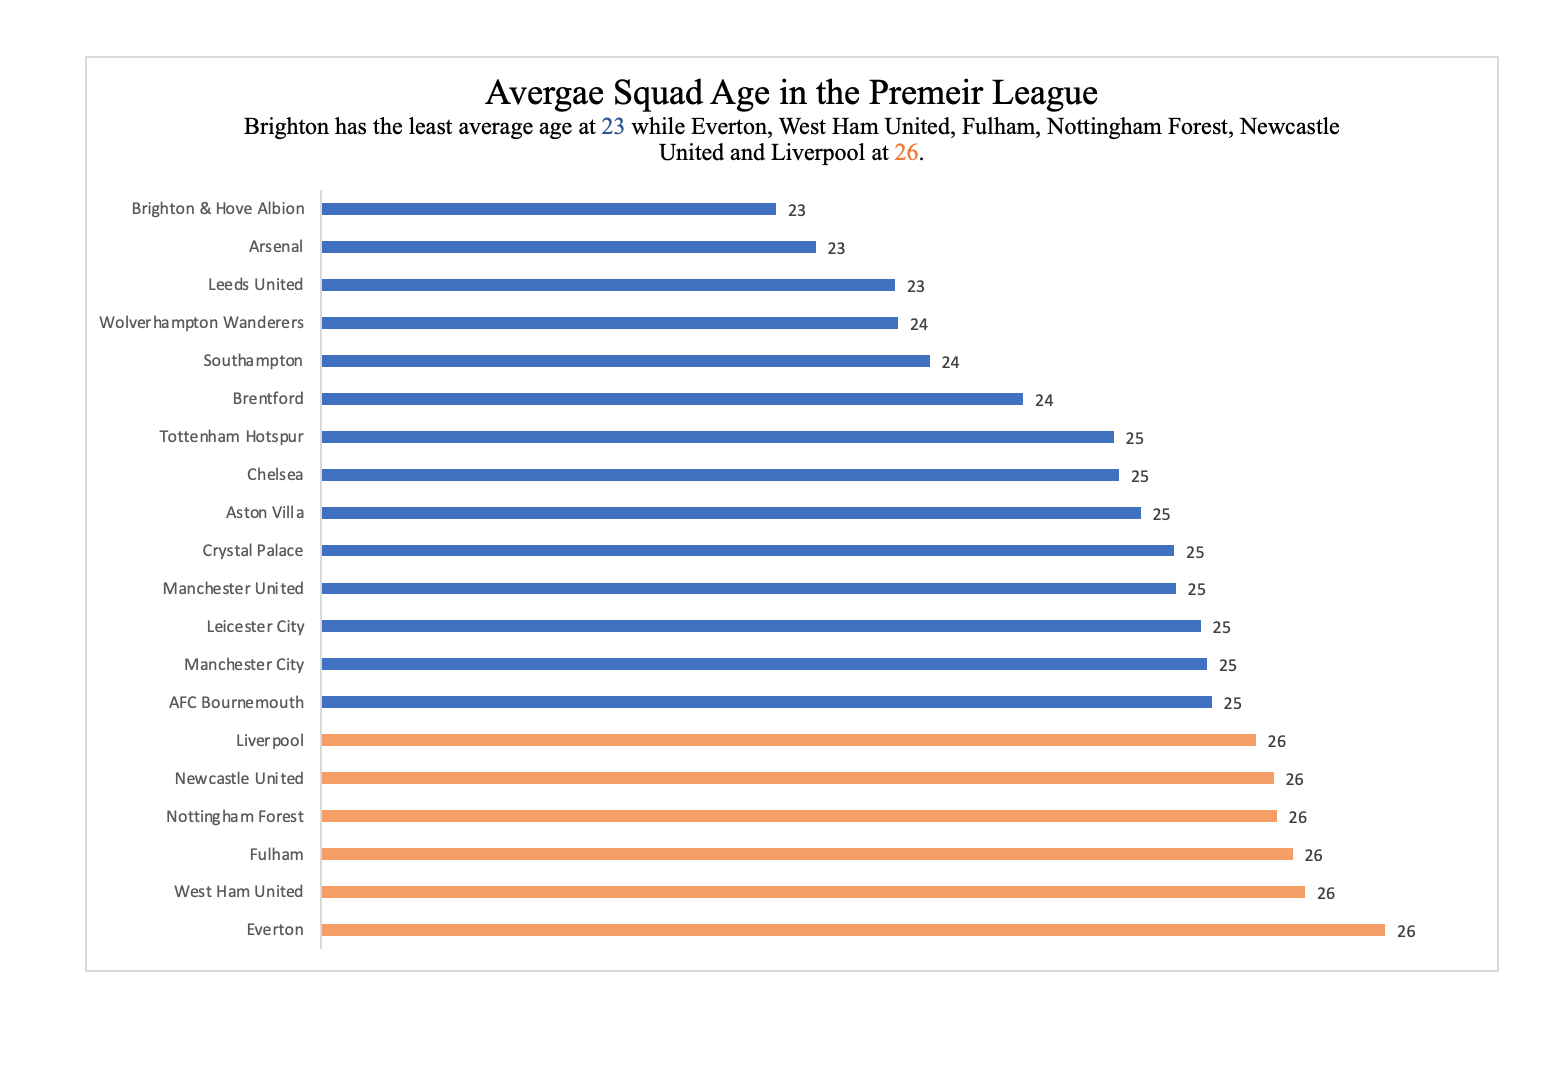 Avergae Squad Age in the Premeir League
Brighton has the least average age at 23 while Everton, West Ham United, Fulham, Nottingham Forest, Newcastle
United and Liverpool at 26.
Brighton & Hove Albion 23
Arsenal 23
Leeds United 23
Wolverhampton Wanderers 24
Southampton 24
Brentford 24
Tottenham Hotspur 25
Chelsea 25
Aston Villa 25
Crystal Palace 25
Manchester United 25
Leicester City 25
Manchester City 25
AFC Bournemouth 25
Liverpool 26
Newcastle United 26
Nottingham Forest 26
Fulham 26
West Ham United 26
Everton 26